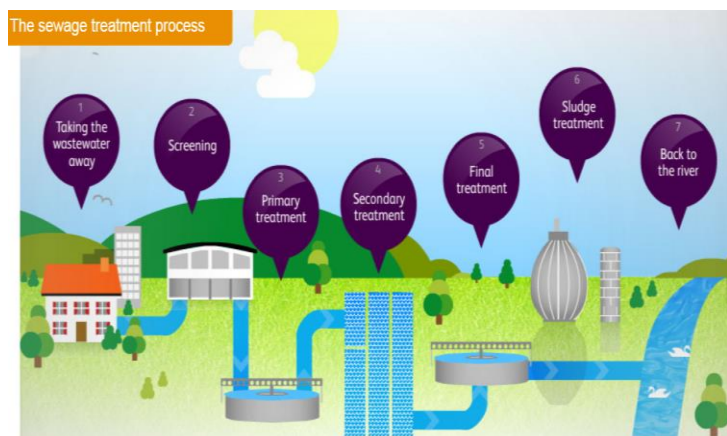 The sewage treatment process
1
Taking the
wastewater
away
2
Screening
3
Primary
treatment
4
Secondary
treatment
5
Final
treatment
6
Sludge
treatment
7
Back to
the river